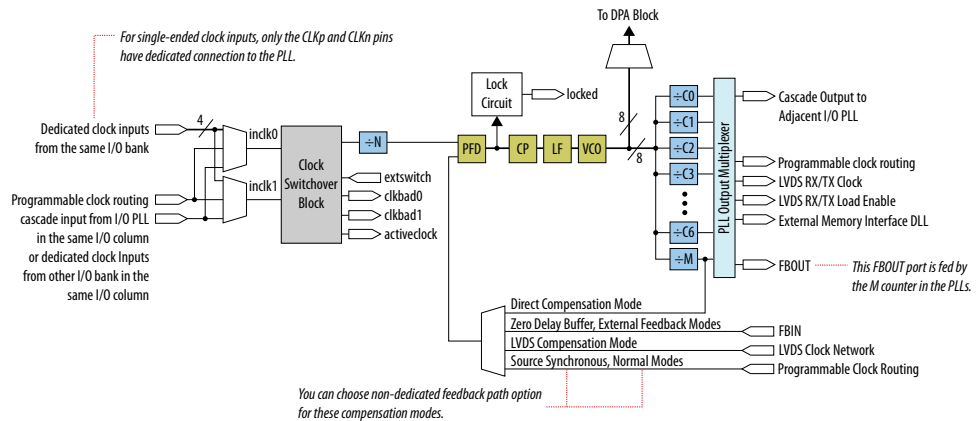 To DPA Block
For single-ended clock inputs, only the CLKp and CLKn pins
have dedicated connection to the PLL.
Lock
Circuit
locked
4
Dedicated clock inputs
from the same I/O bank
inclk0
inclk1
Programmable clock routing
cascade input from I/O PLL
in the same I/O column
or dedicated clock Inputs
from other I/O bank in the
same I/O column
Clock
Switchover
Block
÷N
extswitch
clkbad0
clkbad1
activeclock
PFD
CP
LF
VCO
8
8
÷C0
÷C1
÷C2
÷C3
÷C6
÷M
PLL Output Multiplexer
Cascade Output to
Adjacent I/O PLL
Programmable clock routing
LVDS RX/TX Clock
LVDS RX/TX Load Enable
External Memory Interface DLL
FBOUT
This FBOUT port is fed by
the M counter in the PLLs.
Direct Compensation Mode
Zero Delay Buffer, External Feedback Modes
FBIN
LVDS Compensation Mode
LVDS Clock Network
Source Synchronous, Normal Modes
Programmable Clock Routing
You can choose non-dedicated feedback path option
for these compensation modes.